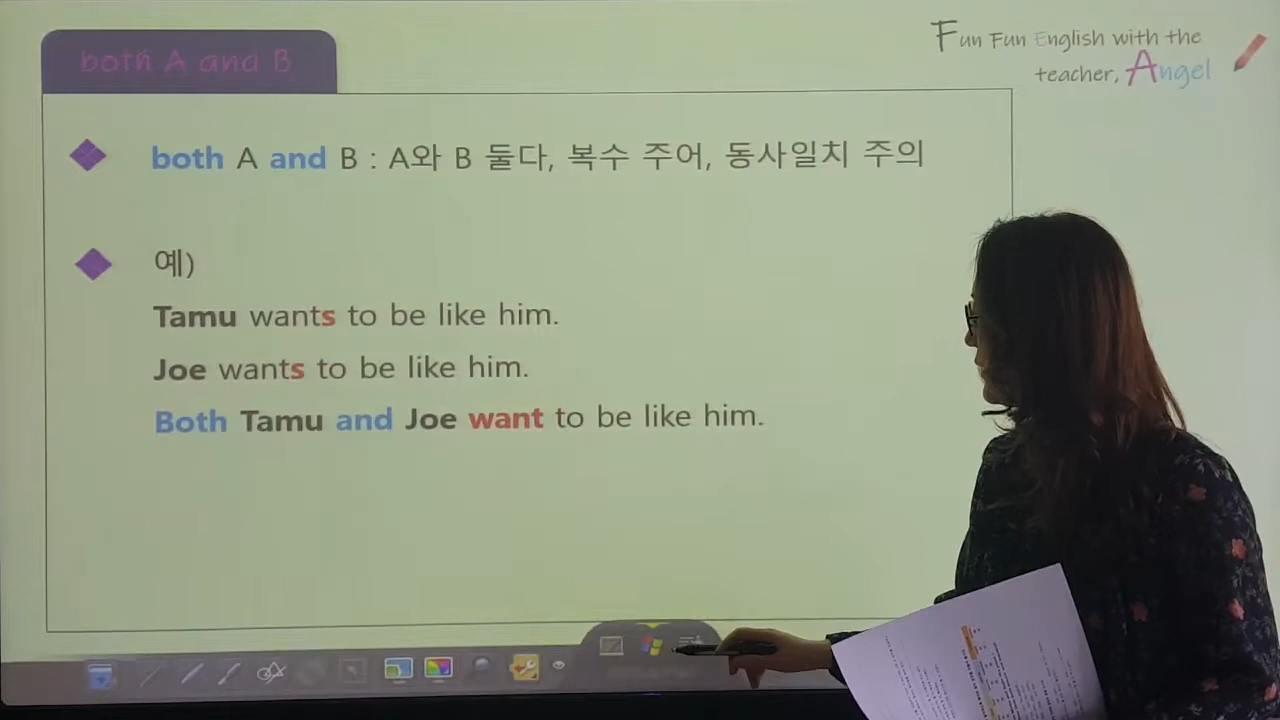 both A and B
Fun Fun English with the
teacher, Angel
both A and B : A와 B 둘다, 복수 주어, 동사일치 주의
예)
Tamu wants to be like him.
Joe wants to be like him.
Both Tamu and Joe want to be like him.